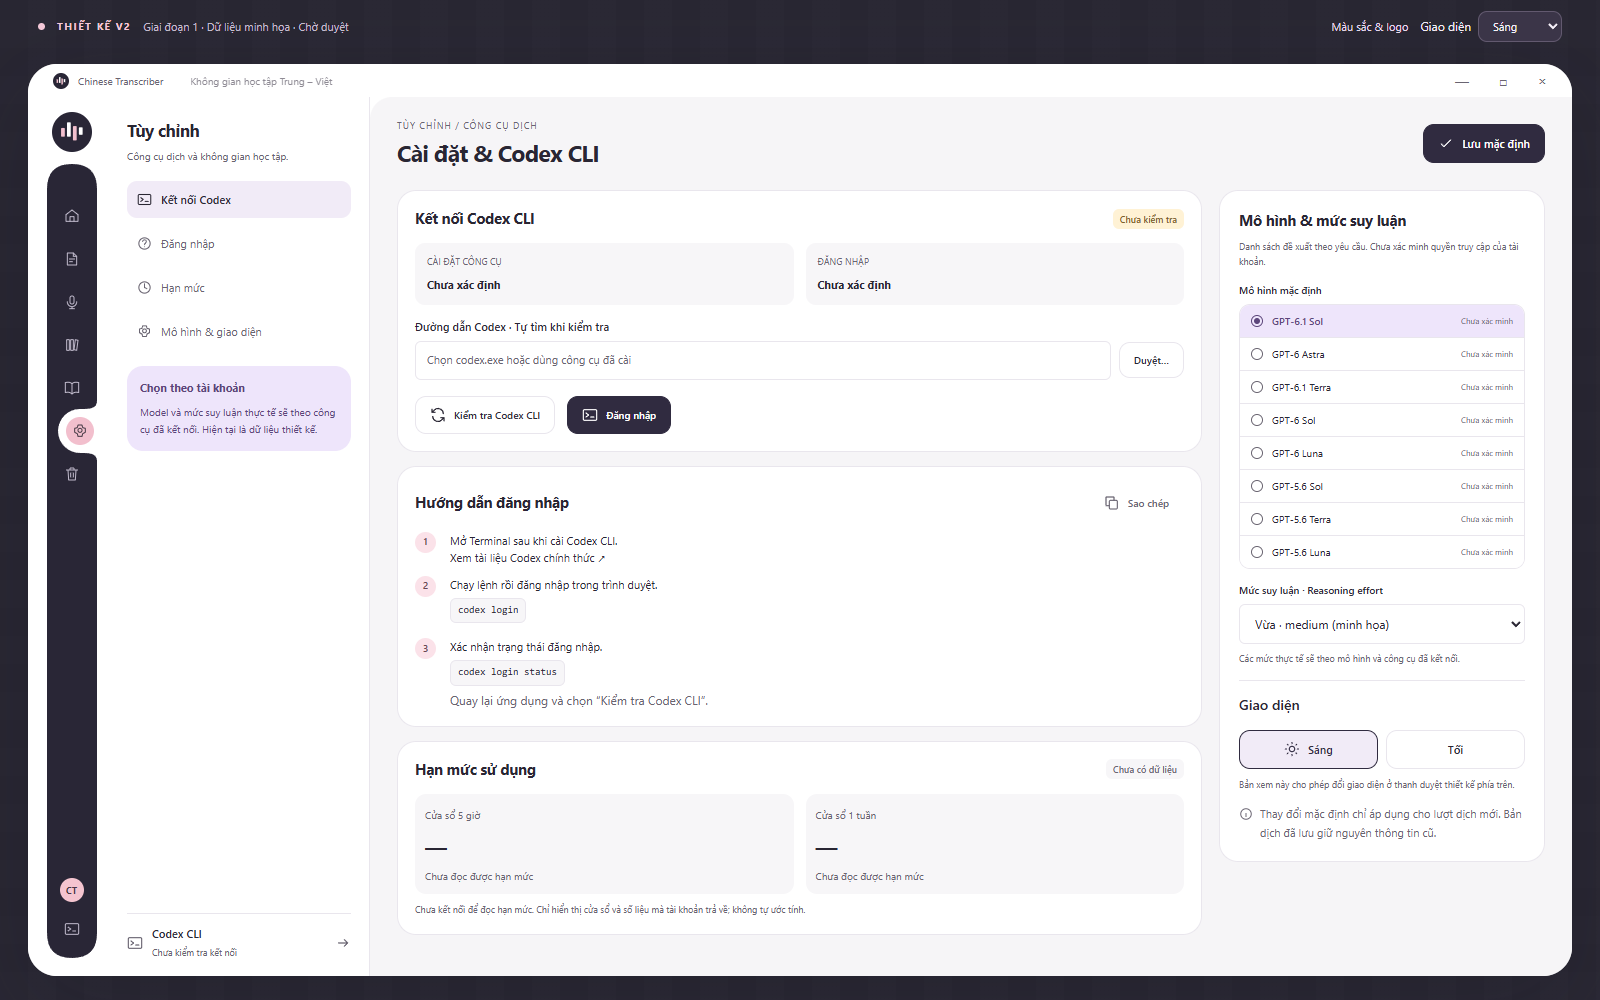 THIẾT KẾ V2
Giai đoạn 1 · Dữ liệu minh họa · Chờ duyệt
Màu sắc & logo
Giao diện
Sáng
Chinese Transcriber
Không gian học tập Trung – Việt
Tùy chỉnh
Công cụ dịch và không gian học tập.
Kết nối Codex
Đăng nhập
Hạn mức
Mô hình & giao diện
Chọn theo tài khoản
Model và mức suy luận thực tế sẽ theo công
cụ đã kết nối. Hiện tại là dữ liệu thiết kế.
CT
Codex CLI
Chưa kiểm tra kết nối
TÙY CHỈNH / CÔNG CỤ DỊCH
Cài đặt & Codex CLI
Lưu mặc định
Kết nối Codex CLI
Chưa kiểm tra
CÀI ĐẶT CÔNG CỤ
Chưa xác định
ĐĂNG NHẬP
Chưa xác định
Đường dẫn Codex · Tự tìm khi kiểm tra
Chọn codex.exe hoặc dùng công cụ đã cài
Duyệt...
Kiểm tra Codex CLI
Đăng nhập
Hướng dẫn đăng nhập
Sao chép
1
Mở Terminal sau khi cài Codex CLI.
Xem tài liệu Codex chính thức ↗
2
Chạy lệnh rồi đăng nhập trong trình duyệt.
codex login
3
Xác nhận trạng thái đăng nhập.
codex login status
Quay lại ứng dụng và chọn “Kiểm tra Codex CLI”.
Hạn mức sử dụng
Chưa có dữ liệu
Cửa sổ 5 giờ
—
Chưa đọc được hạn mức
Cửa sổ 1 tuần
—
Chưa đọc được hạn mức
Chưa kết nối để đọc hạn mức. Chỉ hiển thị cửa sổ và số liệu mà tài khoản trả về; không tự ước tính.
Mô hình & mức suy luận
Danh sách đề xuất theo yêu cầu. Chưa xác minh quyền truy cập của tài
khoản.
Mô hình mặc định
GPT-6.1 Sol
Chưa xác minh
GPT-6 Astra
Chưa xác minh
GPT-6.1 Terra
Chưa xác minh
GPT-6 Sol
Chưa xác minh
GPT-6 Luna
Chưa xác minh
GPT-5.6 Sol
Chưa xác minh
GPT-5.6 Terra
Chưa xác minh
GPT-5.6 Luna
Chưa xác minh
Mức suy luận · Reasoning effort
Vừa · medium (minh họa)
Các mức thực tế sẽ theo mô hình và công cụ đã kết nối.
Giao diện
Sáng
Tối
Bản xem này cho phép đổi giao diện ở thanh duyệt thiết kế phía trên.
Thay đổi mặc định chỉ áp dụng cho lượt dịch mới. Bản
dịch đã lưu giữ nguyên thông tin cũ.